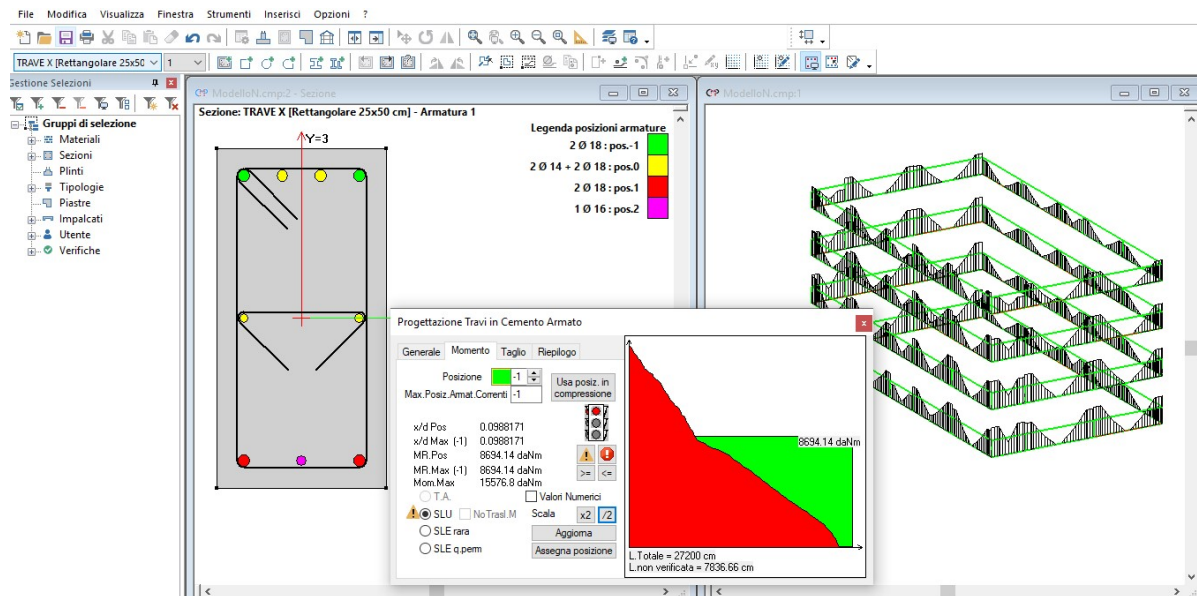 File Modifica Visualizza Finestra Strumenti Inserisci Opzioni ?
TRAVE X [Rettangolare 25x50 1
Gestione Selezioni
Gruppi di selezione
Materiali
Sezioni
Plinti
Tipologie
Piastre
Impalcati
Utente
Verifiche
ModelloN.cmp:2 - Sezione
Sezione: TRAVE X [Rettangolare 25x50 cm] - Armatura 1
Y=3
Legenda posizioni armature
2 Ø 18 : pos.-1
2 Ø 14 + 2 Ø 18 : pos.0
2 Ø 18 : pos.1
1 Ø 16 : pos.2
ModelloN.cmp:1
Progettazione Travi in Cemento Armato
Generale Momento Taglio Riepilogo
Posizione -1
Max.Posiz.Armat.Correnti -1
Usa posiz. in
compressione
x/d Pos 0.0988171
x/d Max (-1) 0.0988171
MR.Pos 8694.14 daNm
MR.Max (-1) 8694.14 daNm
Mom.Max 15576.8 daNm
>= <=
T.A. Valori Numerici
SLU NoTrasl.M Scala x2 /2
SLE rara Aggiorna
SLE q.perm Assegna posizione
8694.14 daNm
L.Totale = 27200 cm
L.non verificata = 7836.66 cm